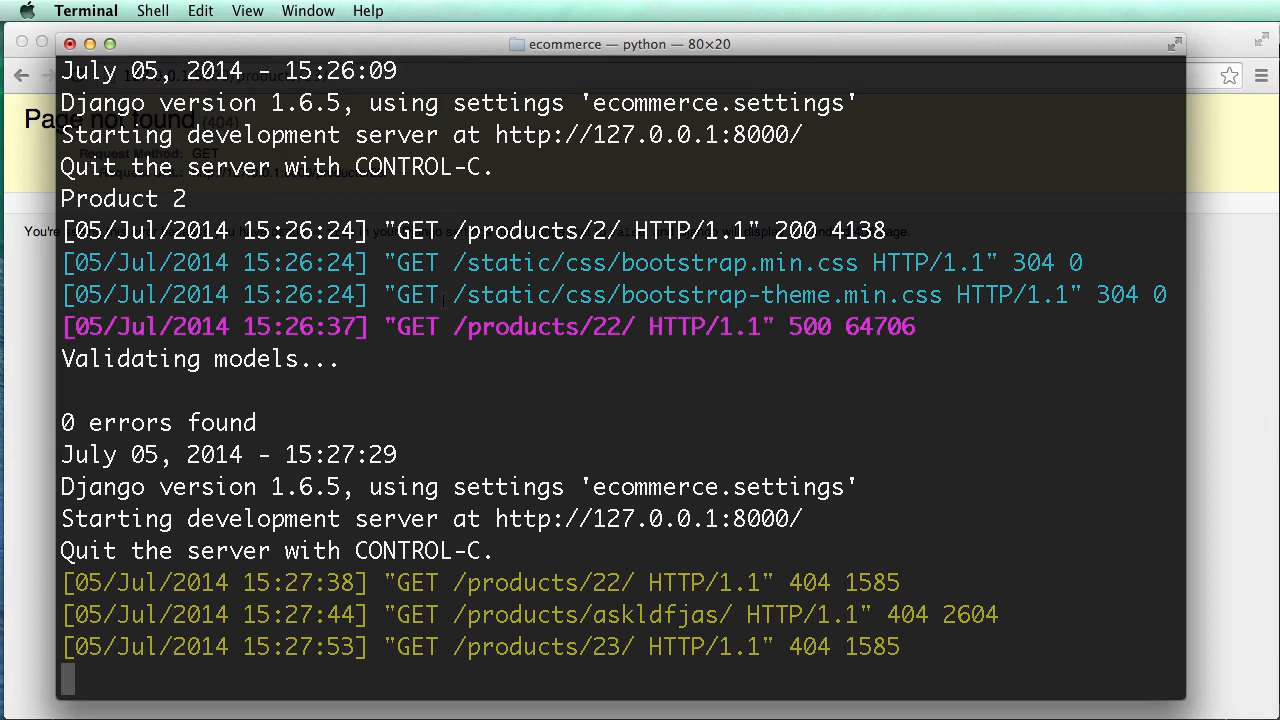 Terminal Shell Edit View Window Help
ecommerce — python — 80×20
July 05, 2014 - 15:26:09
Django version 1.6.5, using settings 'ecommerce.settings'
Page not found (404)
Starting development server at http://127.0.0.1:8000/
Request Method: GET
Quit the server with CONTROL-C.
Product 2
[05/Jul/2014 15:26:24] "GET /products/2/ HTTP/1.1" 200 4138
[05/Jul/2014 15:26:24] "GET /static/css/bootstrap.min.css HTTP/1.1" 304 0
[05/Jul/2014 15:26:24] "GET /static/css/bootstrap-theme.min.css HTTP/1.1" 304 0
[05/Jul/2014 15:26:37] "GET /products/22/ HTTP/1.1" 500 64706
Validating models...
0 errors found
July 05, 2014 - 15:27:29
Django version 1.6.5, using settings 'ecommerce.settings'
Starting development server at http://127.0.0.1:8000/
Quit the server with CONTROL-C.
[05/Jul/2014 15:27:38] "GET /products/22/ HTTP/1.1" 404 1585
[05/Jul/2014 15:27:44] "GET /products/askldfjas/ HTTP/1.1" 404 2604
[05/Jul/2014 15:27:53] "GET /products/23/ HTTP/1.1" 404 1585